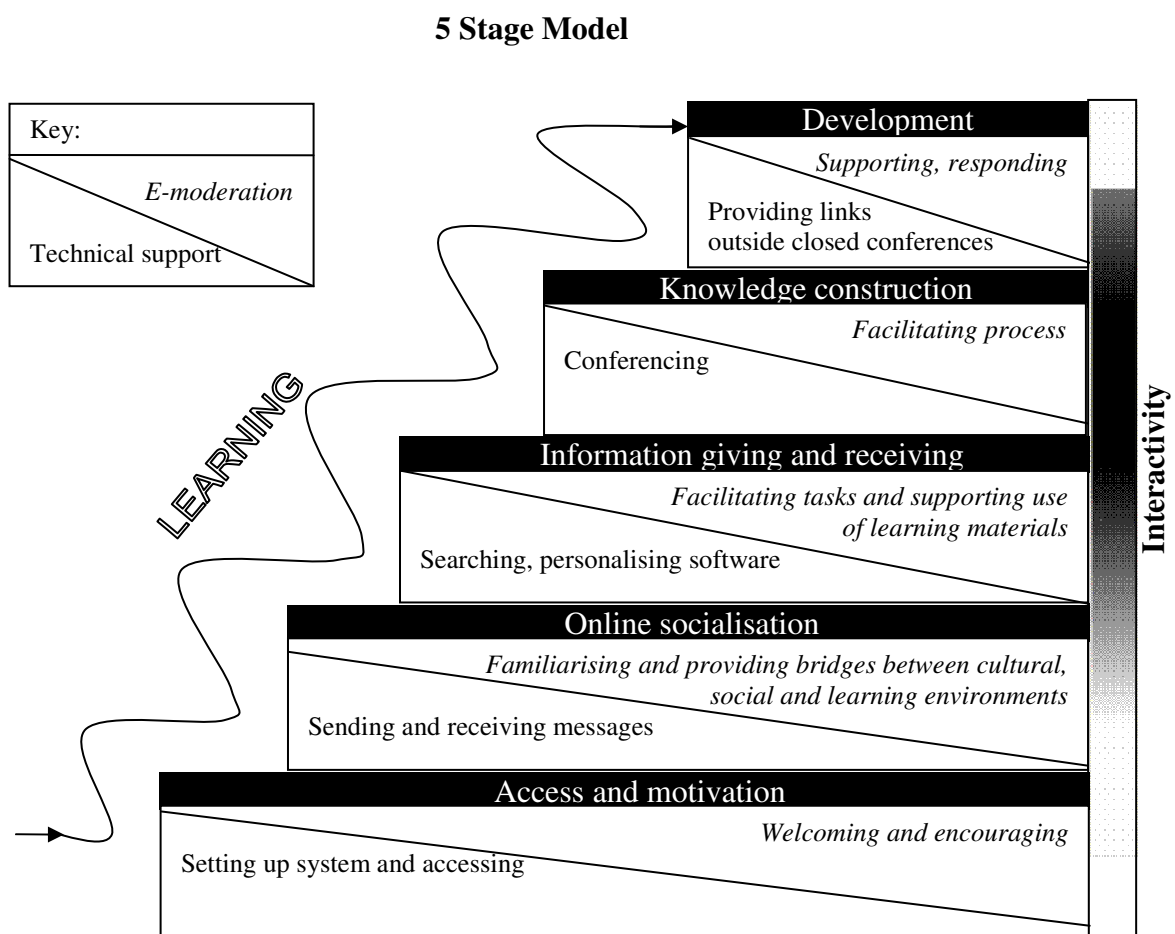 5 Stage Model
Key:
E-moderation
Technical support
Development
Supporting, responding
Providing links
outside closed conferences
Knowledge construction
Facilitating process
Conferencing
Information giving and receiving
Facilitating tasks and supporting use
of learning materials
Searching, personalising software
Online socialisation
Familiarising and providing bridges between cultural,
social and learning environments
Sending and receiving messages
Access and motivation
Welcoming and encouraging
Setting up system and accessing
LEARNING
Interactivity